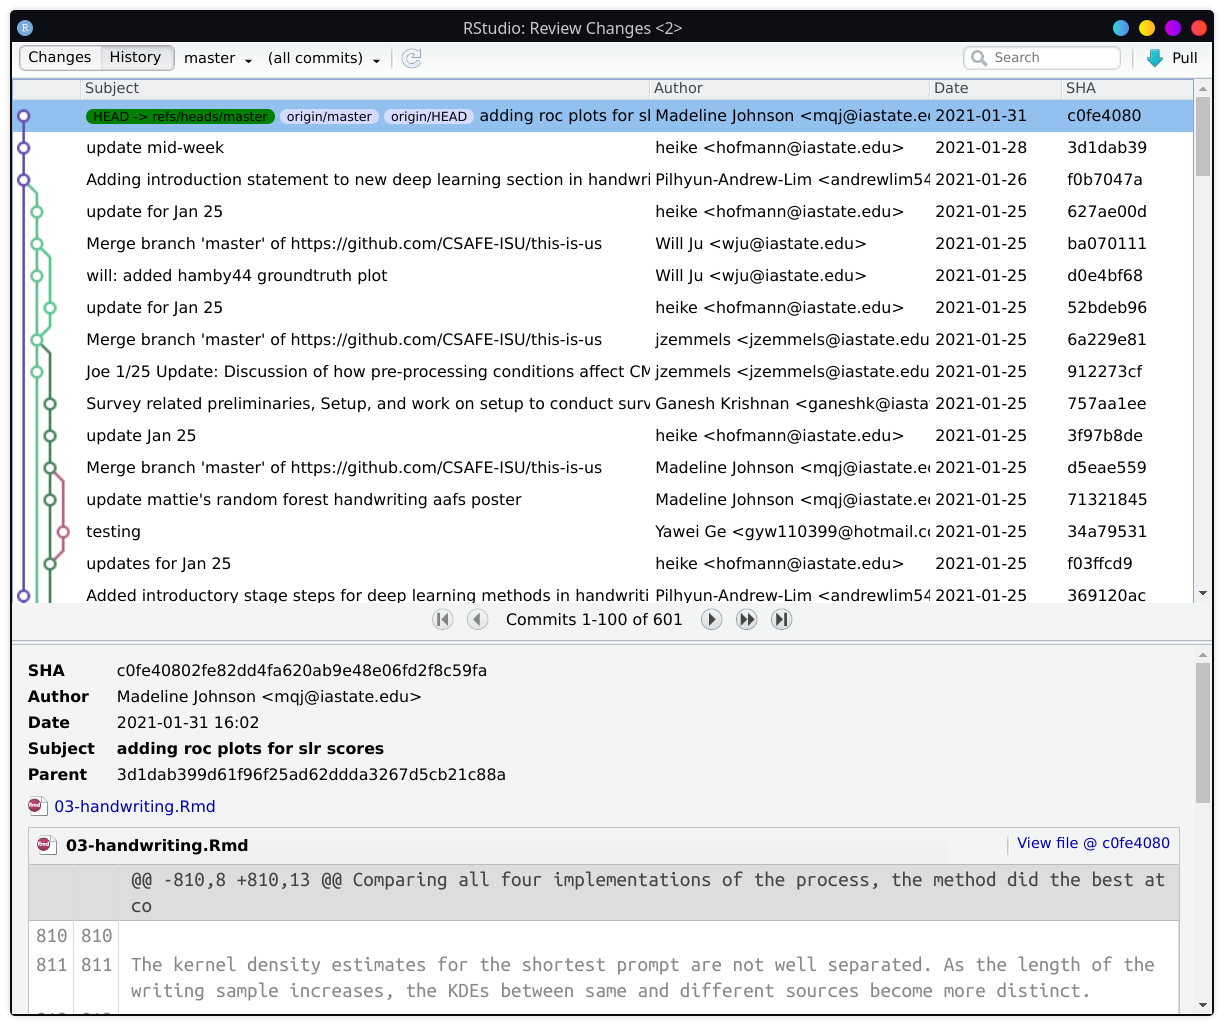 RStudio: Review Changes <2>
Changes History master (all commits) Search Pull
Subject Author Date SHA
HEAD -> refs/heads/master origin/master origin/HEAD adding roc plots for sl Madeline Johnson <mqj@iastate.e 2021-01-31 c0fe4080
update mid-week heike <hofmann@iastate.edu> 2021-01-28 3d1dab39
Adding introduction statement to new deep learning section in handwri Pilhyun-Andrew-Lim <andrewlim54 2021-01-26 f0b7047a
update for Jan 25 heike <hofmann@iastate.edu> 2021-01-25 627ae00d
Merge branch 'master' of https://github.com/CSAFE-ISU/this-is-us Will Ju <wju@iastate.edu> 2021-01-25 ba070111
will: added hamby44 groundtruth plot Will Ju <wju@iastate.edu> 2021-01-25 d0e4bf68
update for Jan 25 heike <hofmann@iastate.edu> 2021-01-25 52bdeb96
Merge branch 'master' of https://github.com/CSAFE-ISU/this-is-us jzemmels <jzemmels@iastate.edu 2021-01-25 6a229e81
Joe 1/25 Update: Discussion of how pre-processing conditions affect CM jzemmels <jzemmels@iastate.edu 2021-01-25 912273cf
Survey related preliminaries, Setup, and work on setup to conduct surv Ganesh Krishnan <ganeshk@iasta 2021-01-25 757aa1ee
update Jan 25 heike <hofmann@iastate.edu> 2021-01-25 3f97b8de
Merge branch 'master' of https://github.com/CSAFE-ISU/this-is-us Madeline Johnson <mqj@iastate.e 2021-01-25 d5eae559
update mattie's random forest handwriting aafs poster Madeline Johnson <mqj@iastate.e 2021-01-25 71321845
testing Yawei Ge <gyw110399@hotmail.c 2021-01-25 34a79531
updates for Jan 25 heike <hofmann@iastate.edu> 2021-01-25 f03ffcd9
Added introductory stage steps for deep learning methods in handwriti Pilhyun-Andrew-Lim <andrewlim54 2021-01-25 369120ac
Commits 1-100 of 601
SHA c0fe40802fe82dd4fa620ab9e48e06fd2f8c59fa
Author Madeline Johnson <mqj@iastate.edu>
Date 2021-01-31 16:02
Subject adding roc plots for slr scores
Parent 3d1dab399d61f96f25ad62ddda3267d5cb21c88a
03-handwriting.Rmd
03-handwriting.Rmd View file @ c0fe4080
@@ -810,8 +810,13 @@ Comparing all four implementations of the process, the method did the best at
co
810 810
811 811 The kernel density estimates for the shortest prompt are not well separated. As the length of the
writing sample increases, the KDEs between same and different sources become more distinct.